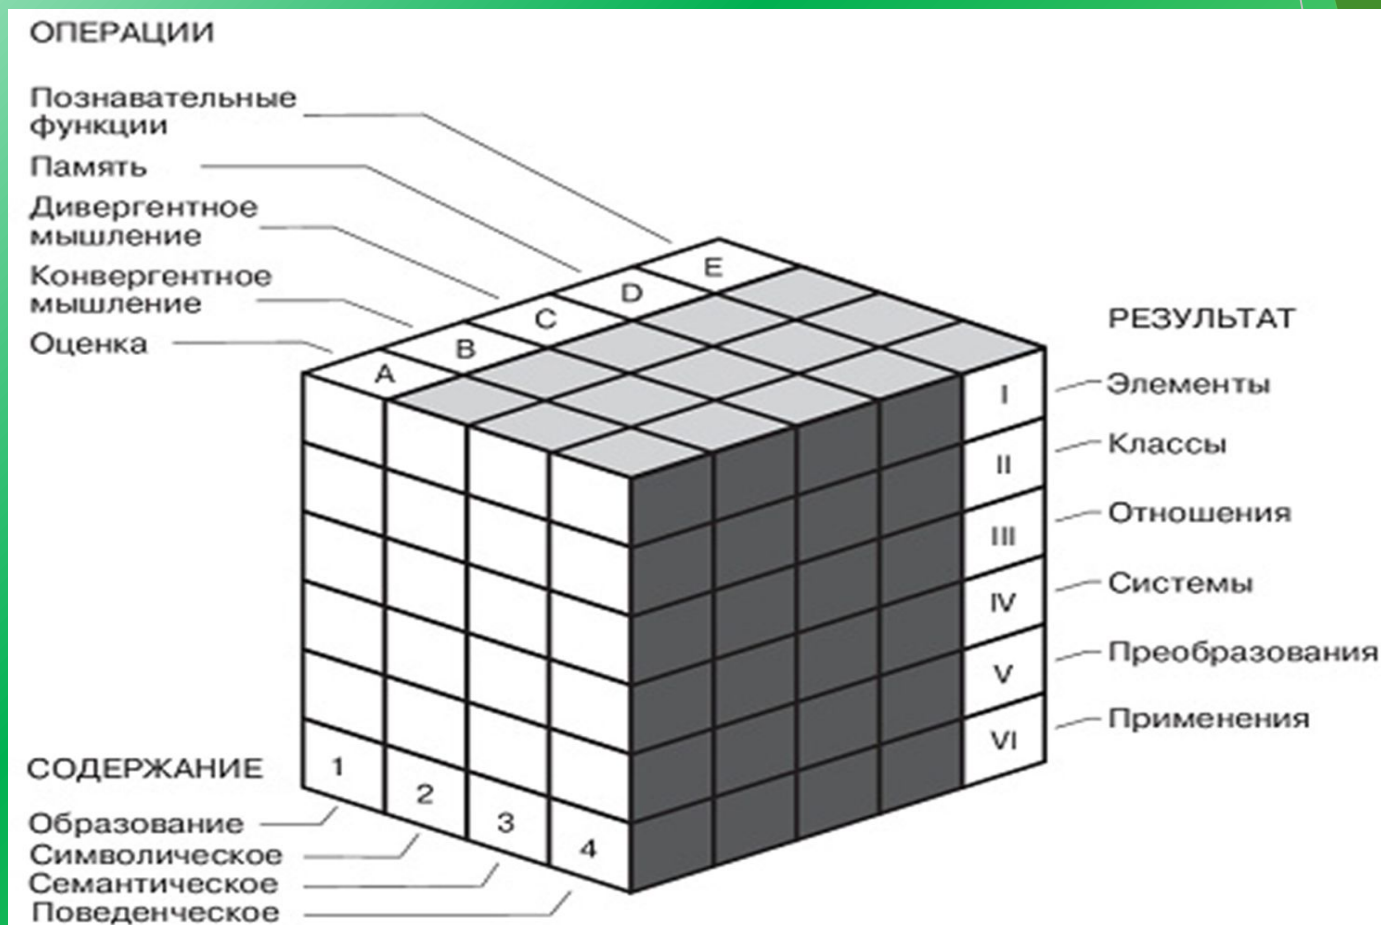 ОПЕРАЦИИ
Познавательные
функции
Память
Дивергентное
мышление
Конвергентное
мышление
Оценка
E
D
C
B
A
РЕЗУЛЬТАТ
I
Элементы
II
Классы
III
Отношения
IV
Системы
V
Преобразования
VI
Применения
СОДЕРЖАНИЕ
1
2
3
4
Образование
Символическое
Семантическое
Поведенческое